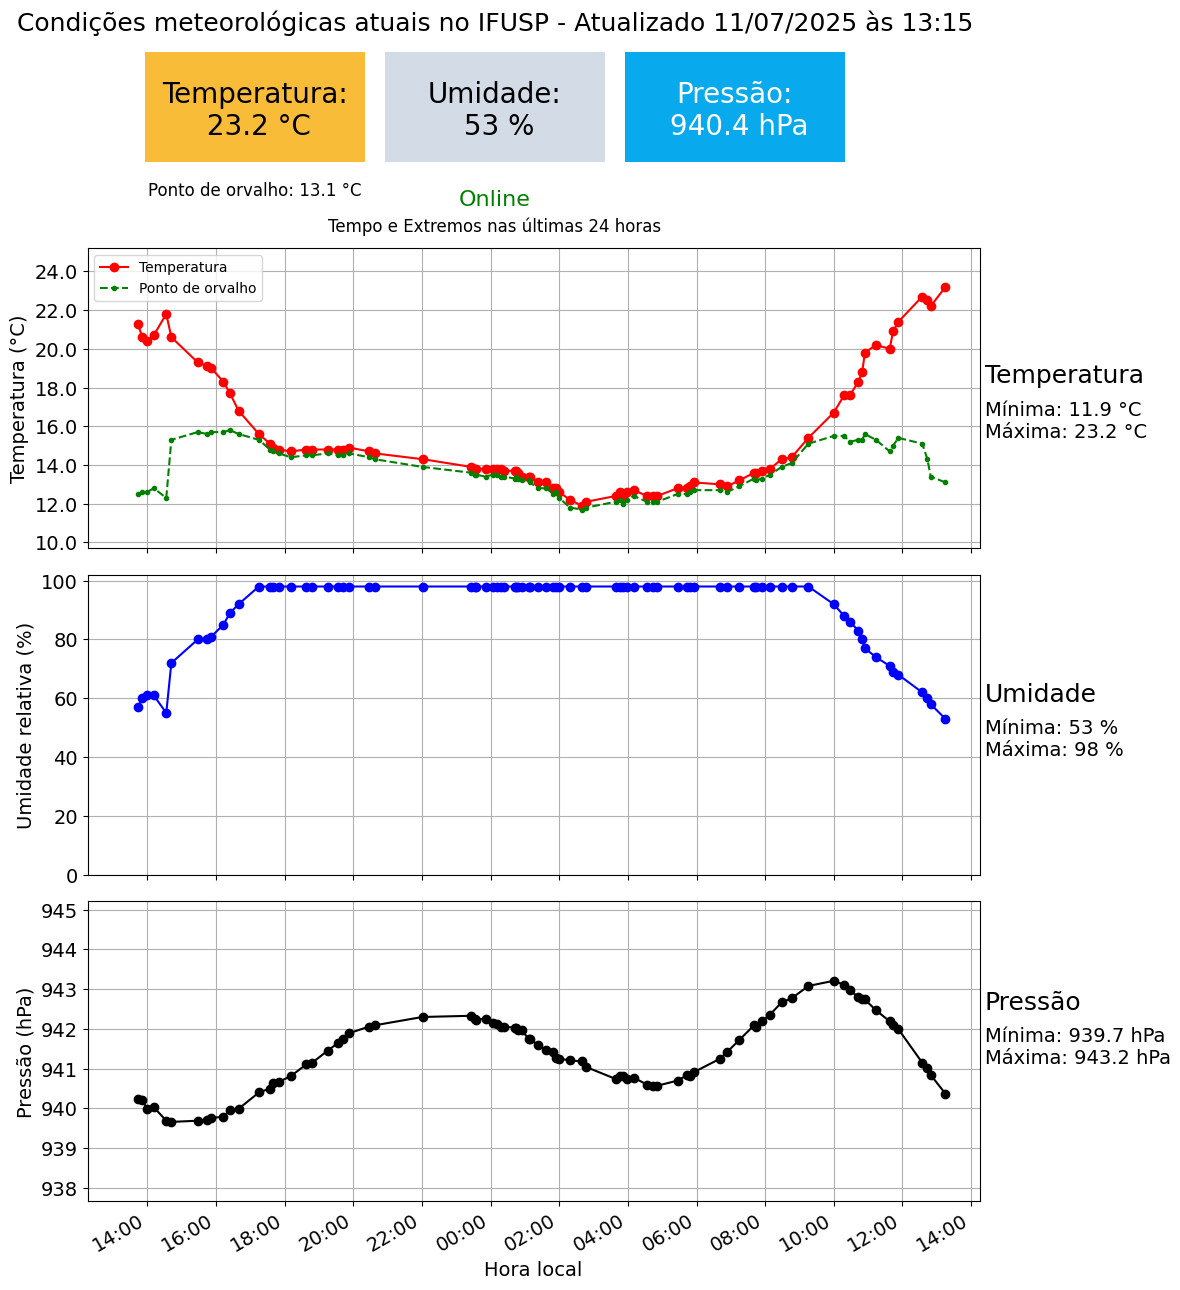 Condições meteorológicas atuais no IFUSP - Atualizado 11/07/2025 às 13:15
Temperatura:
23.2 °C
Umidade:
53 %
Pressão:
940.4 hPa
Ponto de orvalho: 13.1 °C
Online
Tempo e Extremos nas últimas 24 horas
Temperatura (°C)
24.0
22.0
20.0
18.0
16.0
14.0
12.0
10.0
Temperatura
Ponto de orvalho
Temperatura
Mínima: 11.9 °C
Máxima: 23.2 °C
Umidade relativa (%)
100
80
60
40
20
0
Umidade
Mínima: 53 %
Máxima: 98 %
Pressão (hPa)
945
944
943
942
941
940
939
938
Pressão
Mínima: 939.7 hPa
Máxima: 943.2 hPa
14:00
16:00
18:00
20:00
22:00
00:00
02:00
04:00
06:00
08:00
10:00
12:00
14:00
Hora local